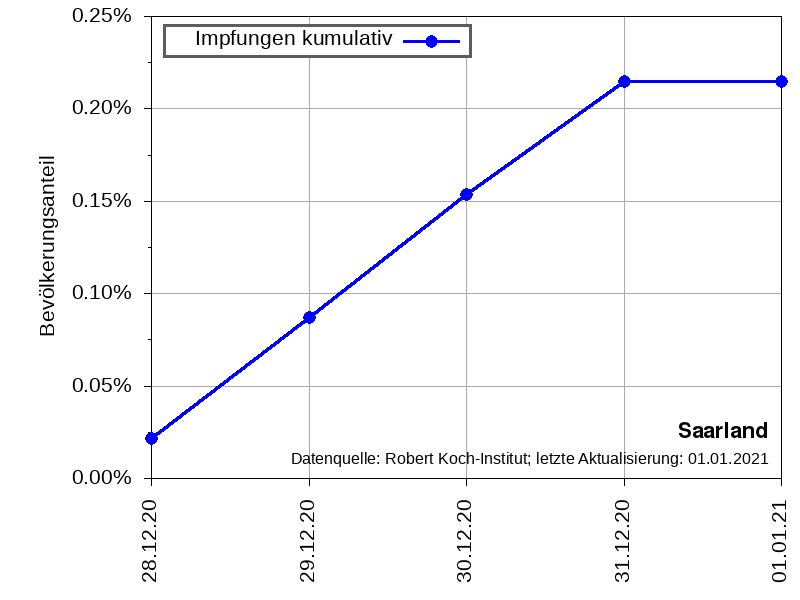 0.25%
Impfungen kumulativ
0.20%
0.15%
0.10%
0.05%
0.00%
Bevölkerungsanteil
Saarland
Datenquelle: Robert Koch-Institut; letzte Aktualisierung: 01.01.2021
28.12.20
29.12.20
30.12.20
31.12.20
01.01.21